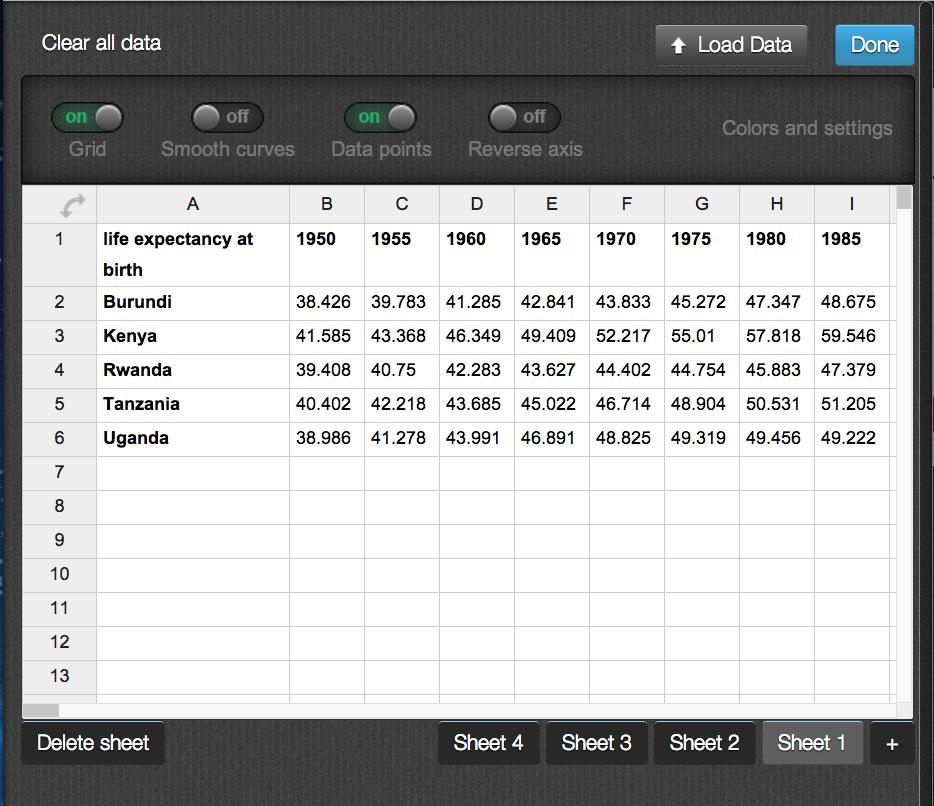 Clear all data Load Data Done
on off on off
Grid Smooth curves Data points Reverse axis Colors and settings
A B C D E F G H I
1 life expectancy at 1950 1955 1960 1965 1970 1975 1980 1985
birth
2 Burundi 38.426 39.783 41.285 42.841 43.833 45.272 47.347 48.675
3 Kenya 41.585 43.368 46.349 49.409 52.217 55.01 57.818 59.546
4 Rwanda 39.408 40.75 42.283 43.627 44.402 44.754 45.883 47.379
5 Tanzania 40.402 42.218 43.685 45.022 46.714 48.904 50.531 51.205
6 Uganda 38.986 41.278 43.991 46.891 48.825 49.319 49.456 49.222
7
8
9
10
11
12
13
Delete sheet Sheet 4 Sheet 3 Sheet 2 Sheet 1 +